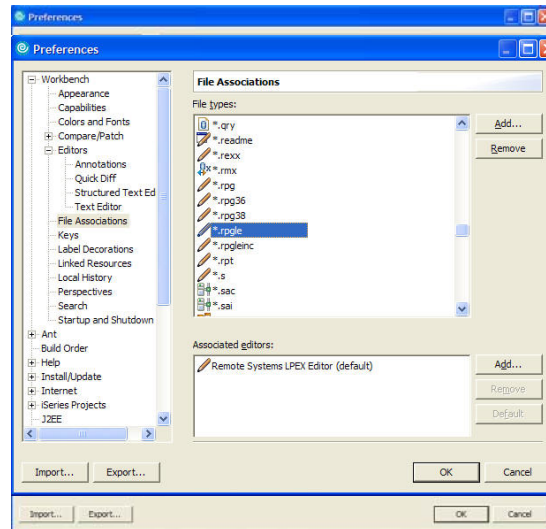 Preferences
Preferences
Workbench
Appearance
Capabilities
Colors and Fonts
Compare/Patch
Editors
Annotations
Quick Diff
Structured Text Ed
Text Editor
File Associations
Keys
Label Decorations
Linked Resources
Local History
Perspectives
Search
Startup and Shutdown
Ant
Build Order
Help
Install/Update
Internet
iSeries Projects
J2EE
File Associations
File types:
*.qry
*.readme
*.rexx
*.rmx
*.rpg
*.rpg36
*.rpg38
*.rpgle
*.rpgleinc
*.rpt
*.s
*.sac
*.sai
Add...
Remove
Associated editors:
Remote Systems LPEX Editor (default)
Add...
Remove
Default
Import... Export... OK Cancel
Import... Export... OK Cancel